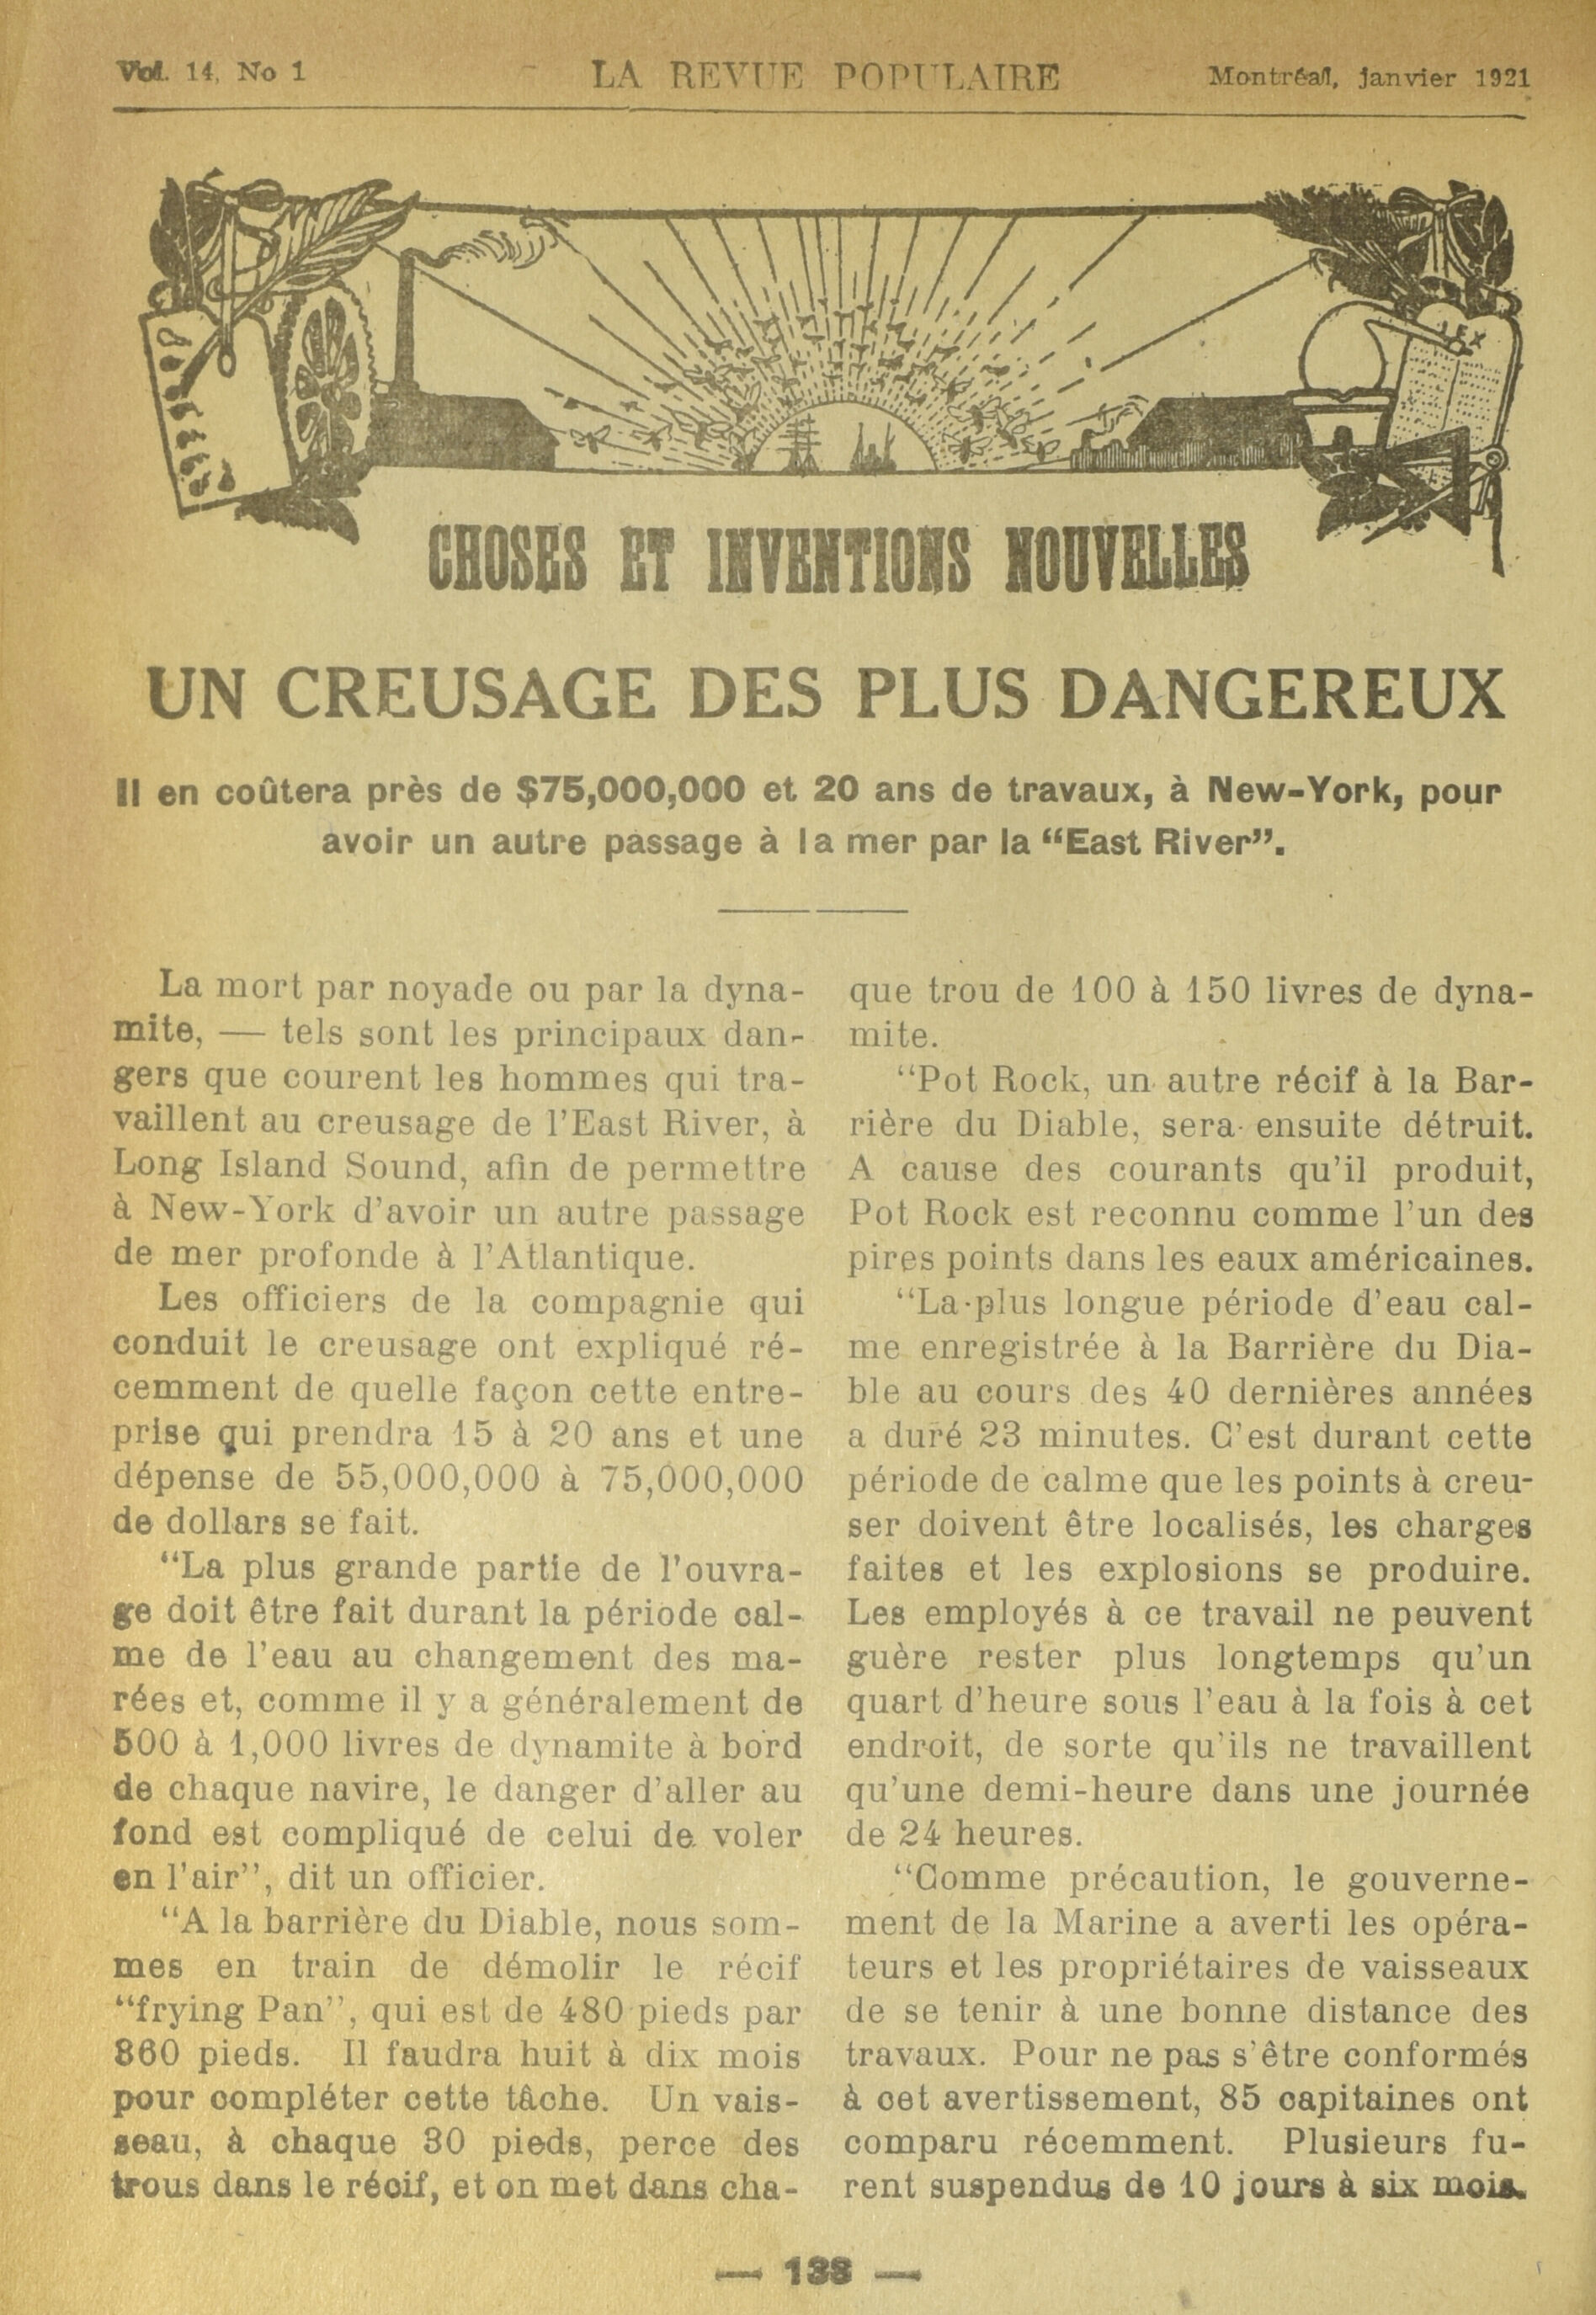 Vol. 14, No 1
LA REVUE POPULAIRE
Montréal, janvier 1921
LEX
CHOSES ET INVENTIONS NOUVELLES
UN CREUSAGE DES PLUS DANGEREUX
Il en coûtera près de $75,000,000 et 20 ans de travaux, à New-York, pour
avoir un autre passage à la mer par la “East River”.
La mort par noyade ou par la dyna-
mite, — tels sont les principaux dan-
gers que courent les hommes qui tra-
vaillent au creusage de l'East River, à
Long Island Sound, afin de permettre
à New-York d'avoir un autre passage
de mer profonde à l'Atlantique.
Les officiers de la compagnie qui
conduit le creusage ont expliqué ré-
cemment de quelle façon cette entre-
prise qui prendra 15 à 20 ans et une
dépense de 55,000,000 à 75,000,000
de dollars se fait.
“La plus grande partie de l'ouvra-
ge doit être fait durant la période cal-
me de l'eau au changement des ma-
rées et, comme il y a généralement de
500 à 1,000 livres de dynamite à bord
de chaque navire, le danger d'aller au
fond est compliqué de celui de voler
en l'air”, dit un officier.
“A la barrière du Diable, nous som-
mes en train de démolir le récif
“frying Pan”, qui est de 480 pieds par
860 pieds. Il faudra huit à dix mois
pour compléter cette tâche. Un vais-
seau, à chaque 30 pieds, perce des
trous dans le récif, et on met dans cha-
que trou de 100 à 150 livres de dyna-
mite.
“Pot Rock, un autre récif à la Bar-
rière du Diable, sera ensuite détruit.
A cause des courants qu'il produit,
Pot Rock est reconnu comme l'un des
pires points dans les eaux américaines.
“La plus longue période d'eau cal-
me enregistrée à la Barrière du Dia-
ble au cours des 40 dernières années
a duré 23 minutes. C'est durant cette
période de calme que les points à creu-
ser doivent être localisés, les charges
faites et les explosions se produire.
Les employés à ce travail ne peuvent
guère rester plus longtemps qu'un
quart d'heure sous l'eau à la fois à cet
endroit, de sorte qu'ils ne travaillent
qu'une demi-heure dans une journée
de 24 heures.
“Comme précaution, le gouverne-
ment de la Marine a averti les opéra-
teurs et les propriétaires de vaisseaux
de se tenir à une bonne distance des
travaux. Pour ne pas s'être conformés
à cet avertissement, 85 capitaines ont
comparu récemment. Plusieurs fu-
rent suspendus de 10 jours à six mois.
— 133 —